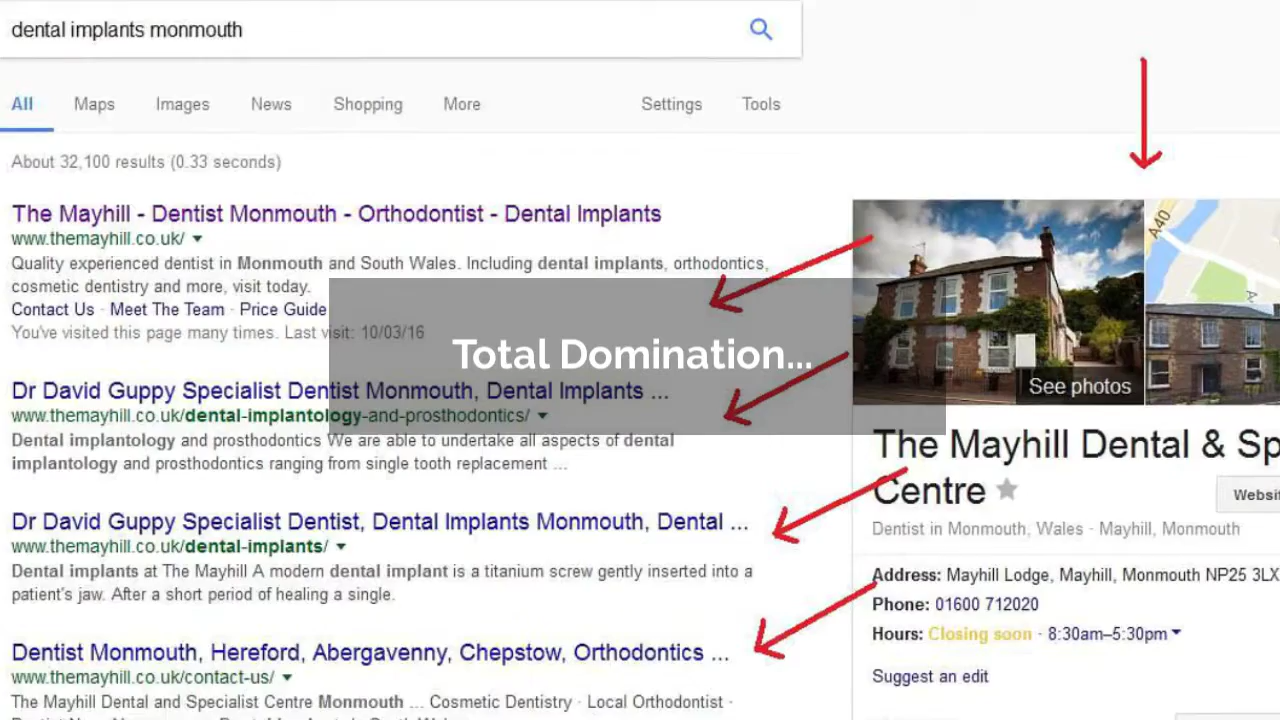 dental implants monmouth
All Maps Images News Shopping More Settings Tools
About 32,100 results (0.33 seconds)
The Mayhill - Dentist Monmouth - Orthodontist - Dental Implants
www.themayhill.co.uk/
Quality experienced dentist in Monmouth and South Wales. Including dental implants, orthodontics,
cosmetic dentistry and more, visit today.
Contact Us · Meet The Team · Price Guide
You've visited this page many times. Last visit: 10/03/16
Total Domination...
Dr David Guppy Specialist Dentist Monmouth, Dental Implants ...
www.themayhill.co.uk/dental-implantology-and-prosthodontics/
Dental implantology and prosthodontics We are able to undertake all aspects of dental
implantology and prosthodontics ranging from single tooth replacement ...
Dr David Guppy Specialist Dentist, Dental Implants Monmouth, Dental ...
www.themayhill.co.uk/dental-implants/
Dental implants at The Mayhill A modern dental implant is a titanium screw gently inserted into a
patient's jaw. After a short period of healing a single.
Dentist Monmouth, Hereford, Abergavenny, Chepstow, Orthodontics ...
www.themayhill.co.uk/contact-us/
The Mayhill Dental and Specialist Centre Monmouth ... Cosmetic Dentistry · Local Orthodontist ·
A40
See photos
The Mayhill Dental & Sp
Centre
Websi
Dentist in Monmouth, Wales · Mayhill, Monmouth
Address: Mayhill Lodge, Mayhill, Monmouth NP25 3LX
Phone: 01600 712020
Hours: Closing soon · 8:30am–5:30pm
Suggest an edit